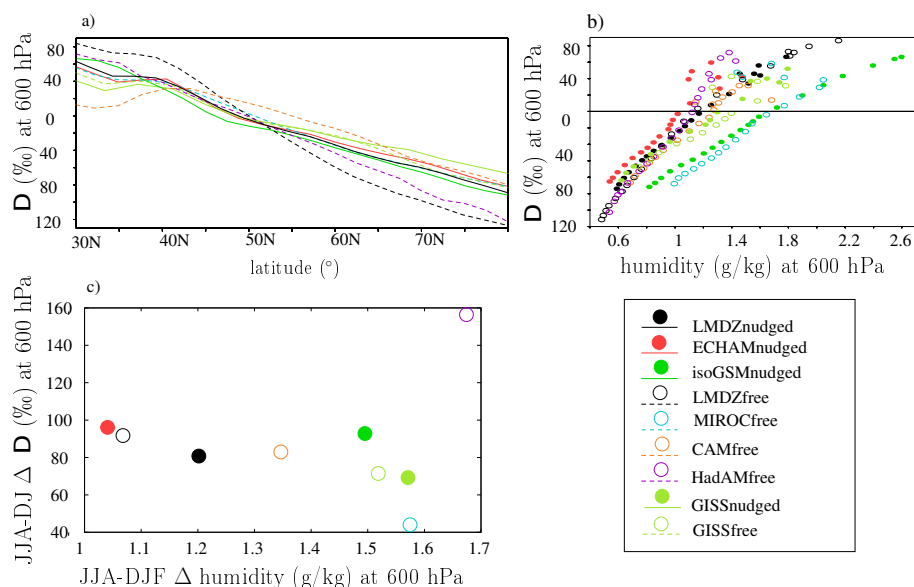 a)
D (‰) at 600 hPa
80
40
0
40
80
120
30N 40N 50N 60N 70N
latitude (°)
b)
D (‰) at 600 hPa
80
40
0
40
80
120
0.6 1 1.4 1.8 2.2 2.6
humidity (g/kg) at 600 hPa
c)
JJA-DJ Δ D (‰) at 600 hPa
160
140
120
100
80
60
40
1 1.1 1.2 1.3 1.4 1.5 1.6 1.7
JJA-DJF Δ humidity (g/kg) at 600 hPa
LMDZnudged
ECHAMnudged
isoGSMnudged
LMDZfree
MIROCfree
CAMfree
HadAMfree
GISSnudged
GISSfree